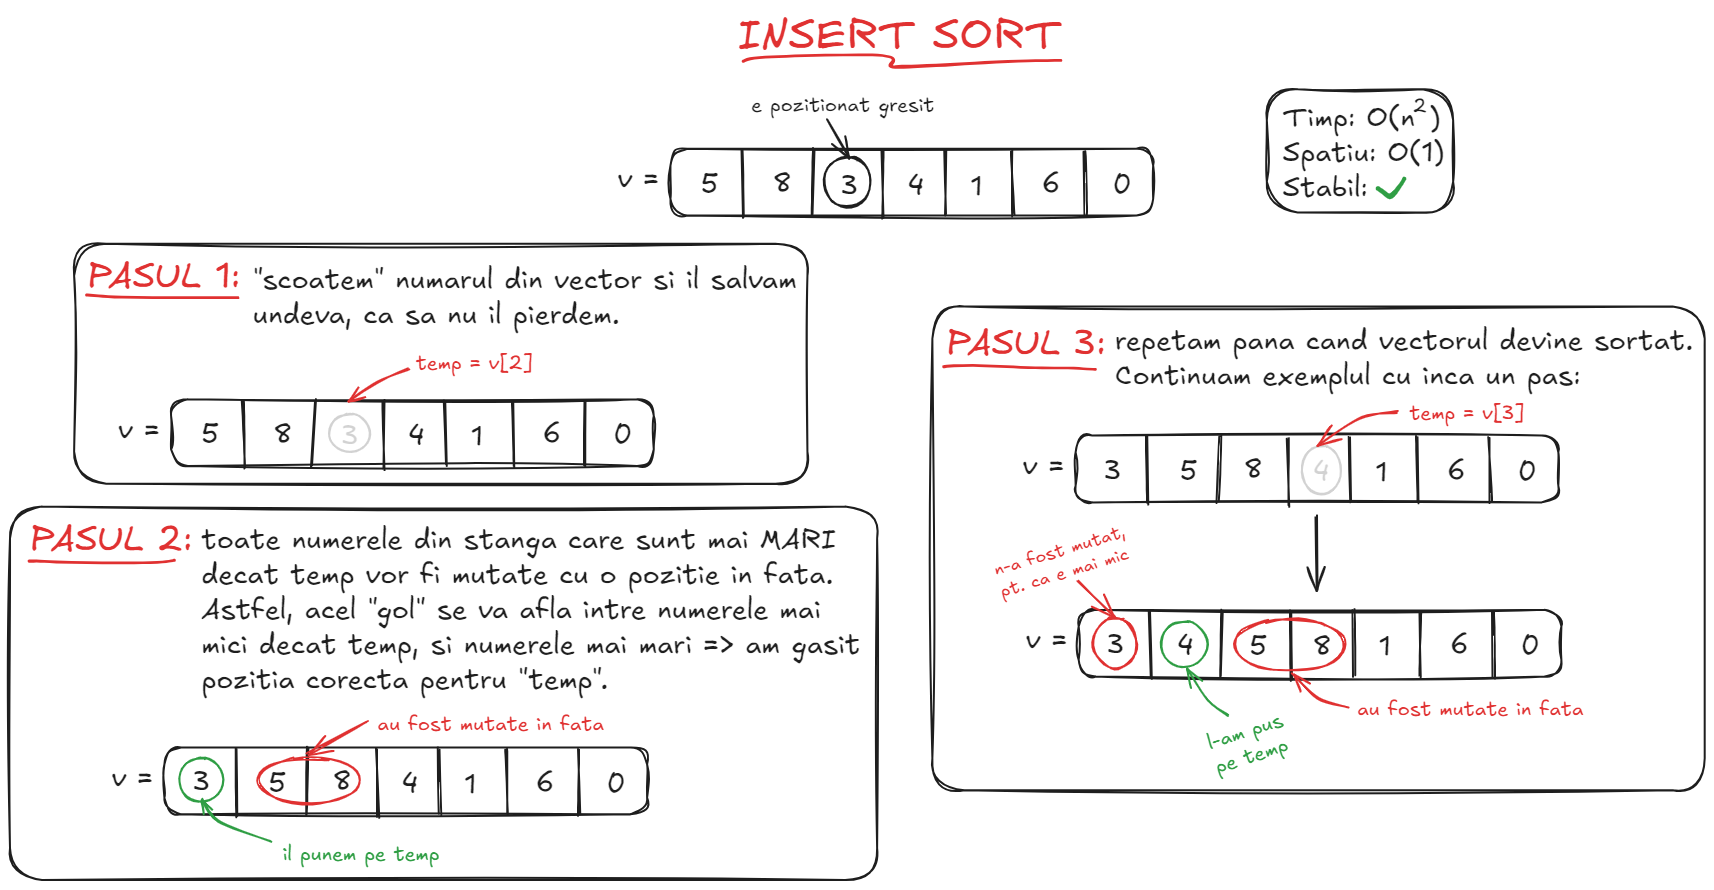 INSERT SORT
e pozitionat gresit
v = 5 8 3 4 1 6 0
Timp: O(n²)
Spatiu: O(1)
Stabil: ✓
PASUL 1: "scoatem" numarul din vector si il salvam
undeva, ca sa nu il pierdem.
temp = v[2]
v = 5 8 3 4 1 6 0
PASUL 2: toate numerele din stanga care sunt mai MARI
decat temp vor fi mutate cu o pozitie in fata.
Astfel, acel "gol" se va afla intre numerele mai
mici decat temp, si numerele mai mari => am gasit
pozitia corecta pentru "temp".
au fost mutate in fata
v = 3 5 8 4 1 6 0
il punem pe temp
PASUL 3: repetam pana cand vectorul devine sortat.
Continuam exemplul cu inca un pas:
temp = v[3]
v = 3 5 8 4 1 6 0
n-a fost mutat,
pt. ca e mai mic
v = 3 4 5 8 1 6 0
au fost mutate in fata
l-am pus
pe temp